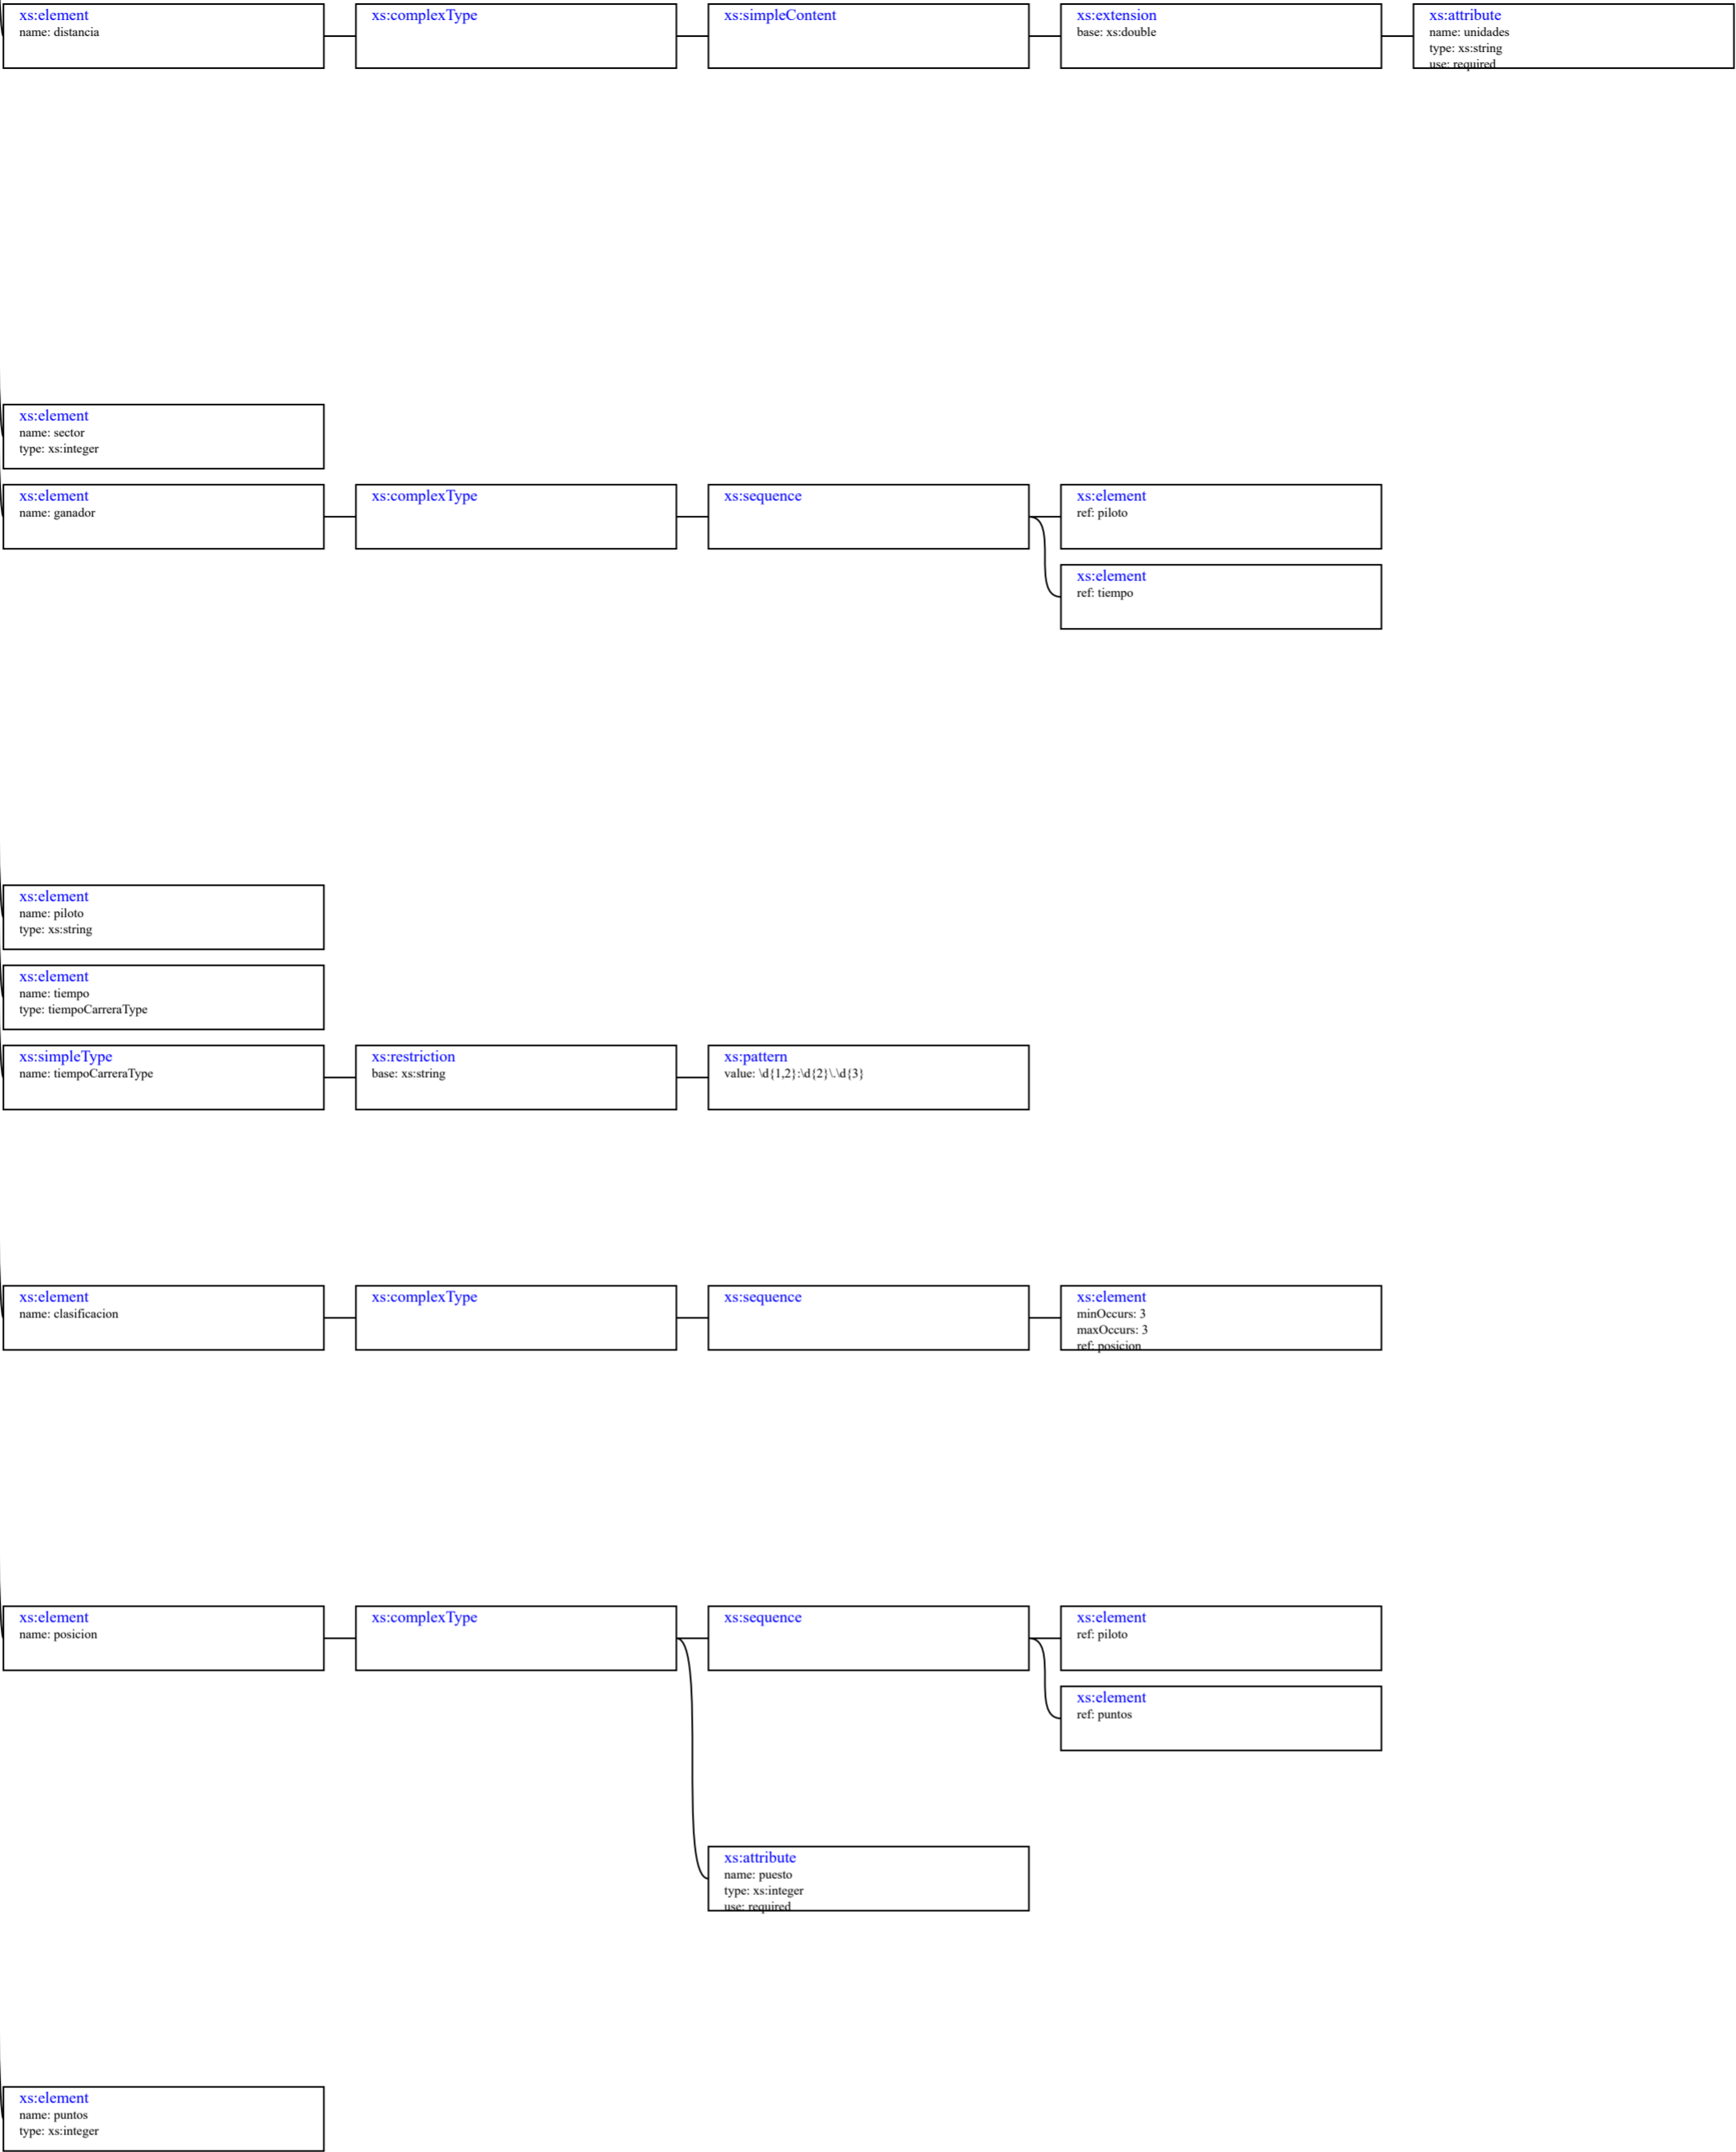 xs:element
name: distancia
xs:complexType
xs:simpleContent
xs:extension
base: xs:double
xs:attribute
name: unidades
type: xs:string
use: required
xs:element
name: sector
type: xs:integer
xs:element
name: ganador
xs:complexType
xs:sequence
xs:element
ref: piloto
xs:element
ref: tiempo
xs:element
name: piloto
type: xs:string
xs:element
name: tiempo
type: tiempoCarreraType
xs:simpleType
name: tiempoCarreraType
xs:restriction
base: xs:string
xs:pattern
value: \d{1,2}:\d{2}\.\d{3}
xs:element
name: clasificacion
xs:complexType
xs:sequence
xs:element
minOccurs: 3
maxOccurs: 3
ref: posicion
xs:element
name: posicion
xs:complexType
xs:sequence
xs:element
ref: piloto
xs:element
ref: puntos
xs:attribute
name: puesto
type: xs:integer
use: required
xs:element
name: puntos
type: xs:integer